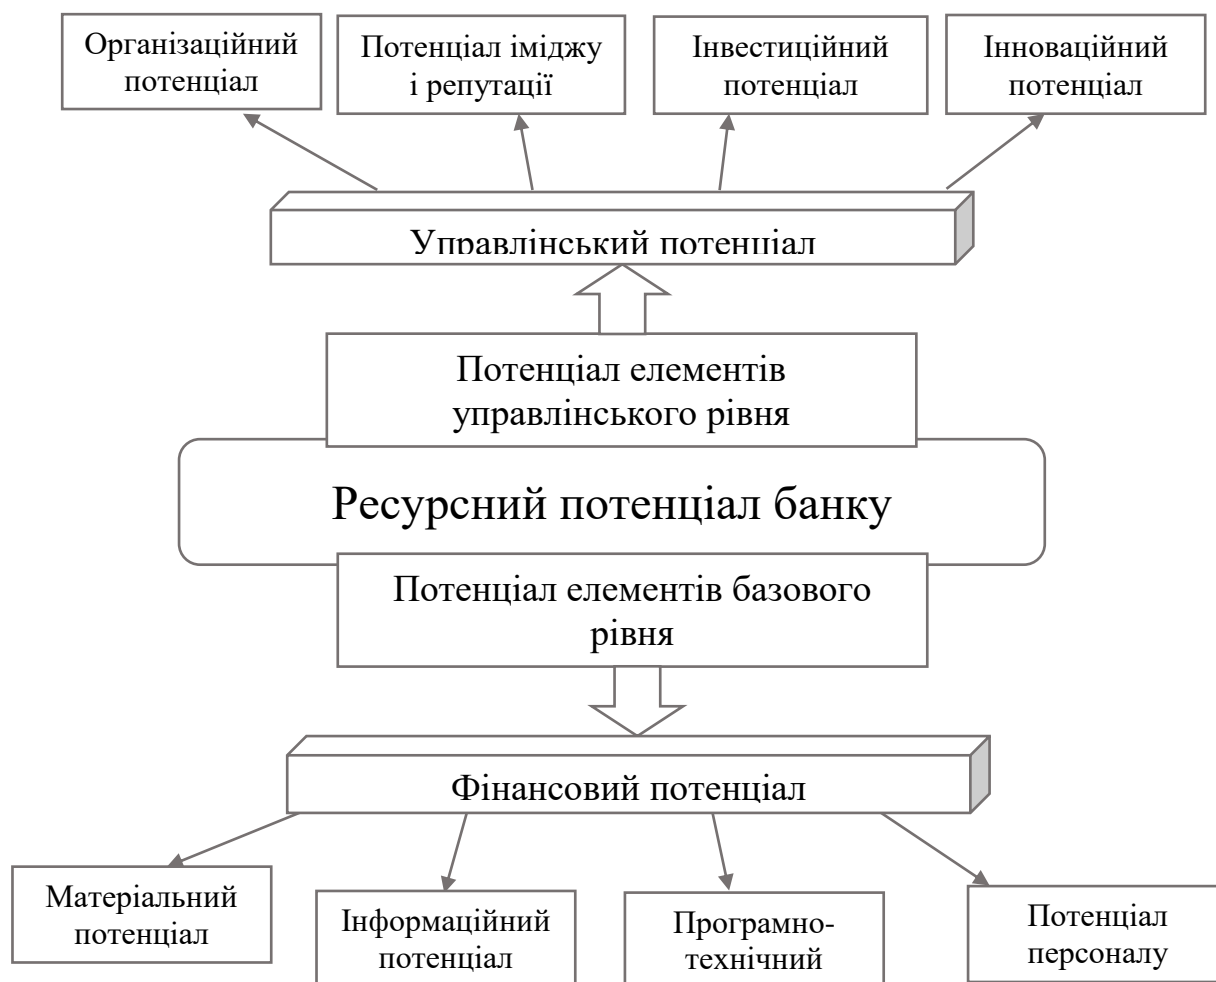 Організаційний
потенціал
Потенціал іміджу
і репутації
Інвестиційний
потенціал
Інноваційний
потенціал
Управлінський потенціал
Потенціал елементів
управлінського рівня
Ресурсний потенціал банку
Потенціал елементів базового
рівня
Фінансовий потенціал
Матеріальний
потенціал
Інформаційний
потенціал
Програмно-
технічний
Потенціал
персоналу